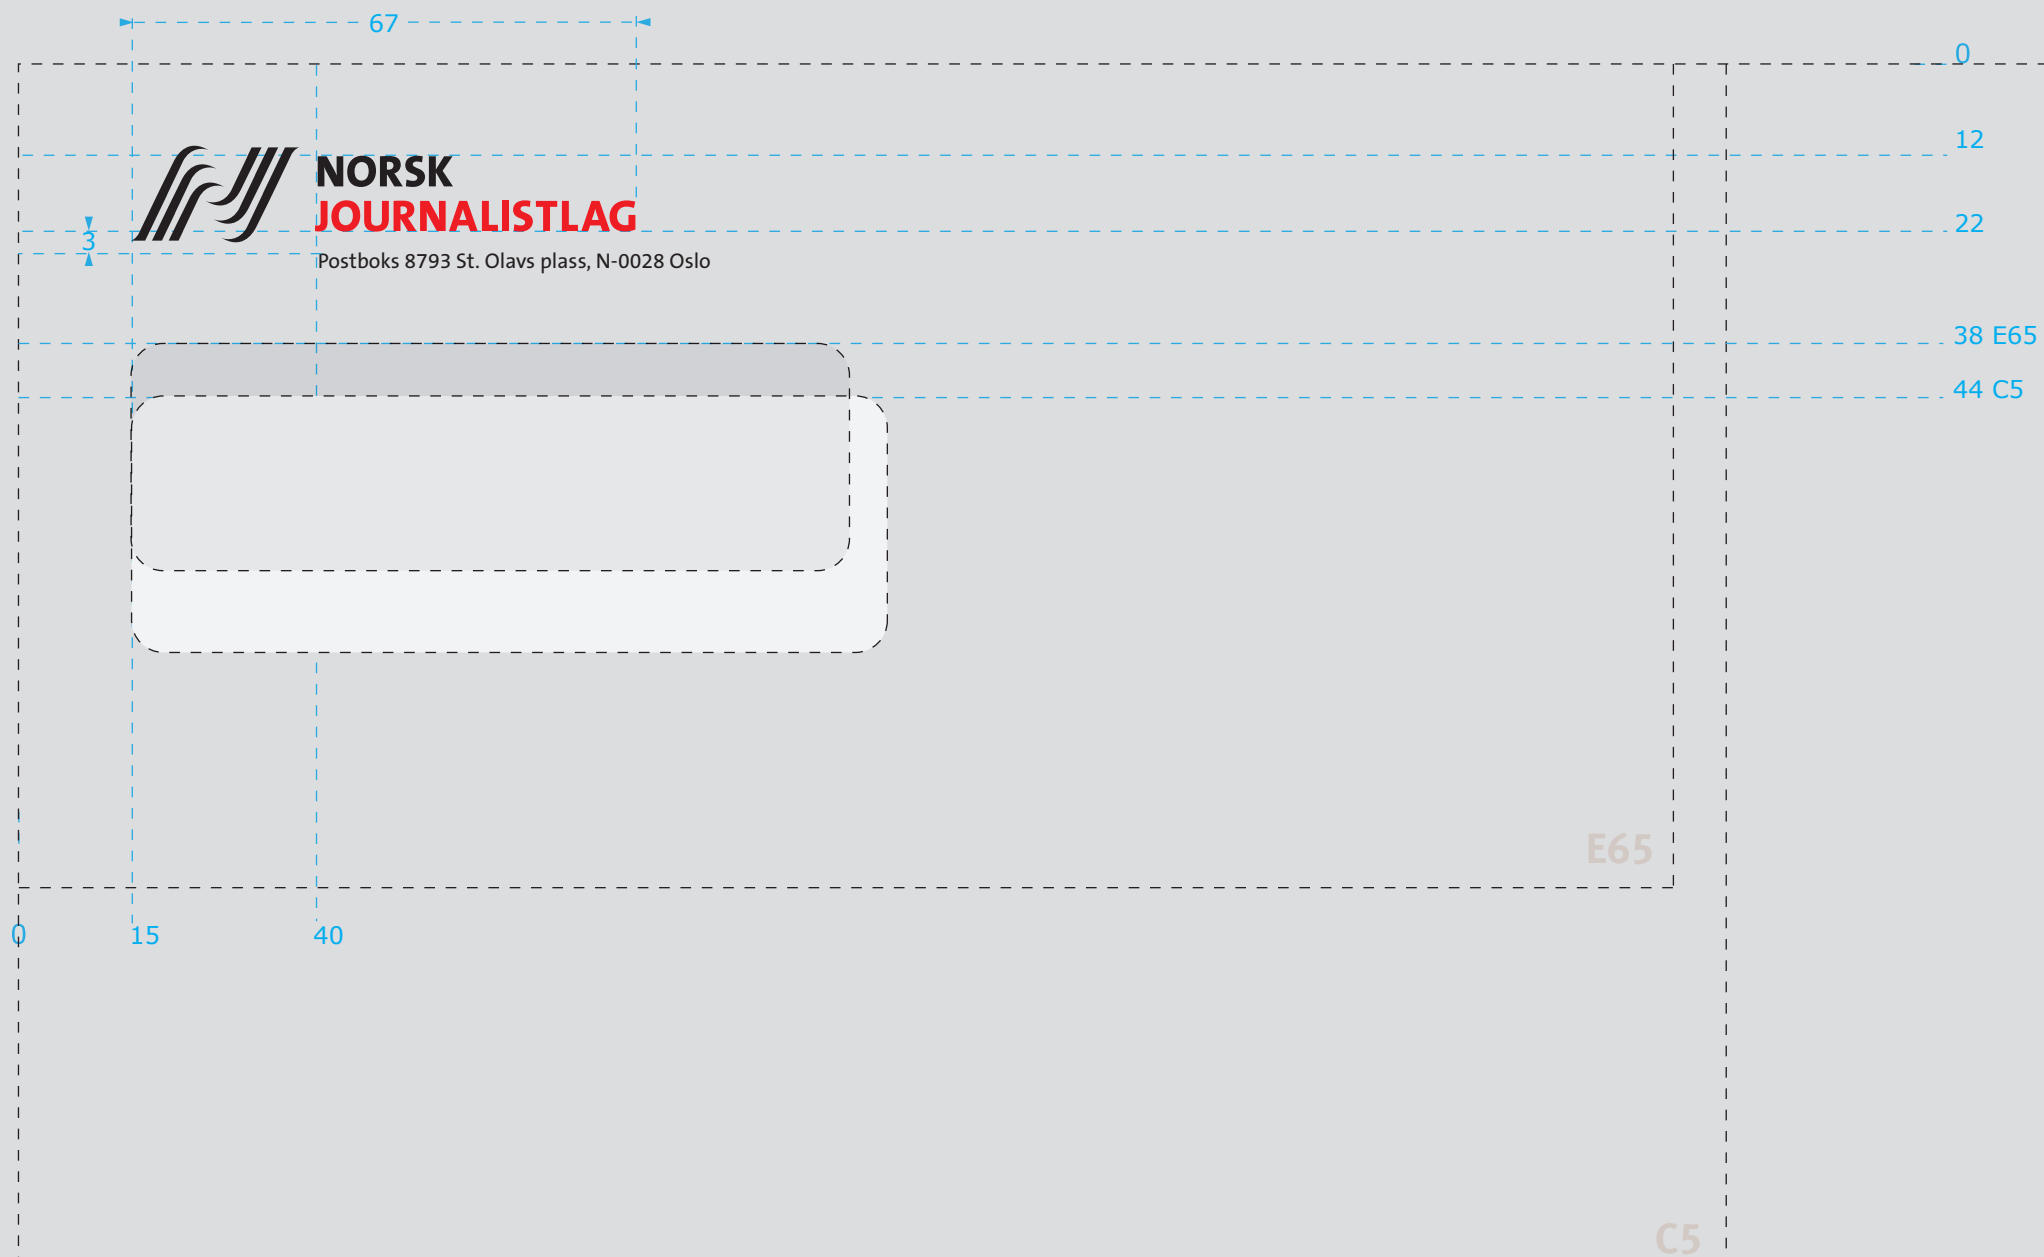 67
0
12
NORSK
JOURNALISTLAG
22
3
Postboks 8793 St. Olavs plass, N-0028 Oslo
38 E65
44 C5
E65
0 15 40
C5